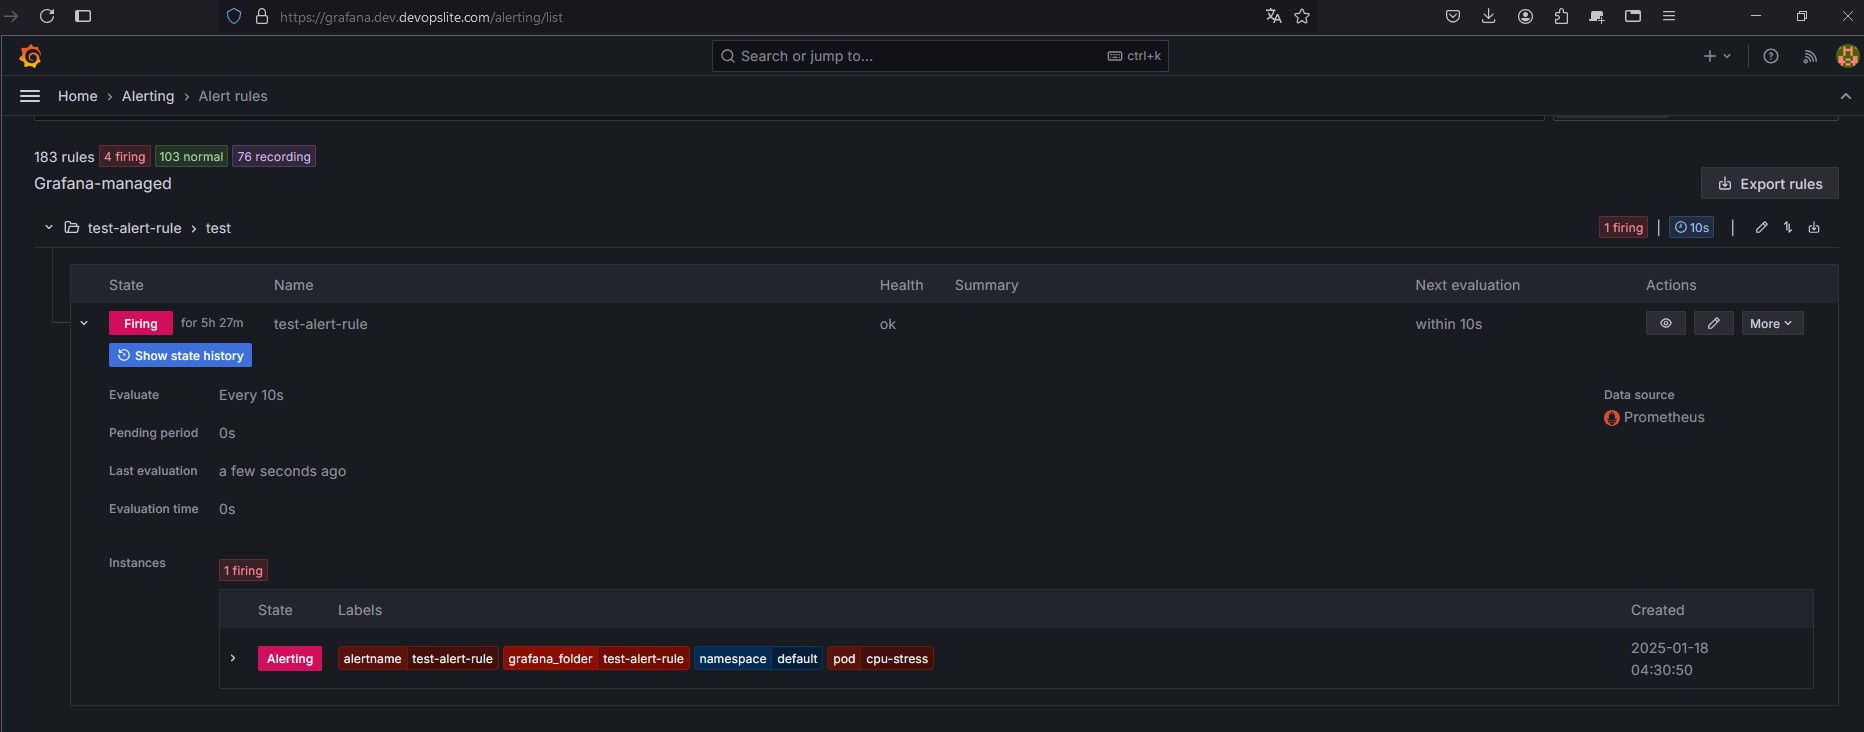 https://grafana.dev.devopslite.com/alerting/list
Search or jump to... ctrl+k
Home › Alerting › Alert rules
183 rules 4 firing 103 normal 76 recording
Grafana-managed
Export rules
test-alert-rule › test 1 firing | 10s |
State Name Health Summary Next evaluation Actions
Firing for 5h 27m test-alert-rule ok within 10s More
Show state history
Evaluate Every 10s Data source
Prometheus
Pending period 0s
Last evaluation a few seconds ago
Evaluation time 0s
Instances 1 firing
State Labels Created
Alerting alertname test-alert-rule grafana_folder test-alert-rule namespace default pod cpu-stress 2025-01-18
04:30:50